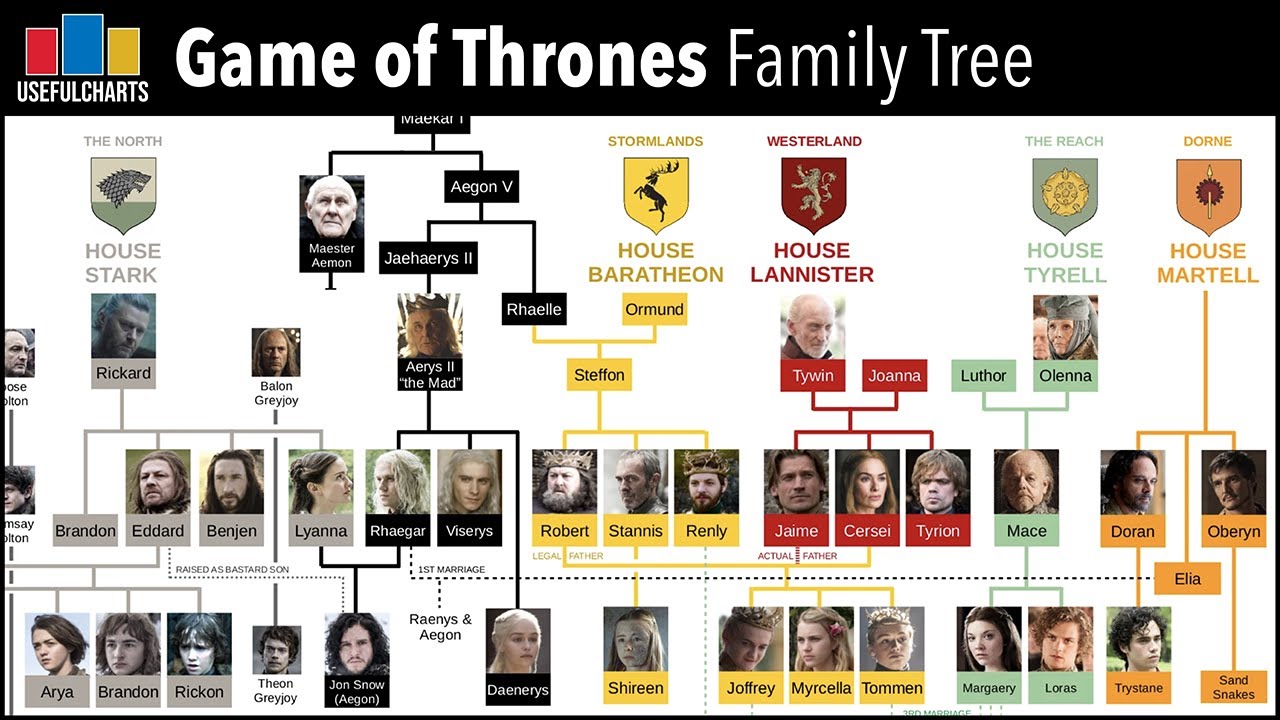 USEFULCHARTS
Game of Thrones Family Tree
Maekar I
THE NORTH
STORMLANDS
WESTERLAND
THE REACH
DORNE
Aegon V
Maester
Aemon
HOUSE
STARK
Jaehaerys II
HOUSE
BARATHEON
HOUSE
LANNISTER
HOUSE
TYRELL
HOUSE
MARTELL
Rhaelle
Ormund
Rickard
Balon
Greyjoy
Aerys II
“the Mad”
Steffon
Tywin
Joanna
Luthor
Olenna
olton
Brandon
Eddard
Benjen
Lyanna
Rhaegar
Viserys
Robert
Stannis
Renly
Jaime
Cersei
Tyrion
Mace
Doran
Oberyn
olton
LEGAL FATHER
ACTUAL FATHER
RAISED AS BASTARD SON
1ST MARRIAGE
Elia
Raenys &
Aegon
Arya
Brandon
Rickon
Theon
Greyjoy
Jon Snow
(Aegon)
Daenerys
Shireen
Joffrey
Myrcella
Tommen
Margaery
Loras
Trystane
Sand
Snakes
3RD MARRIAGE